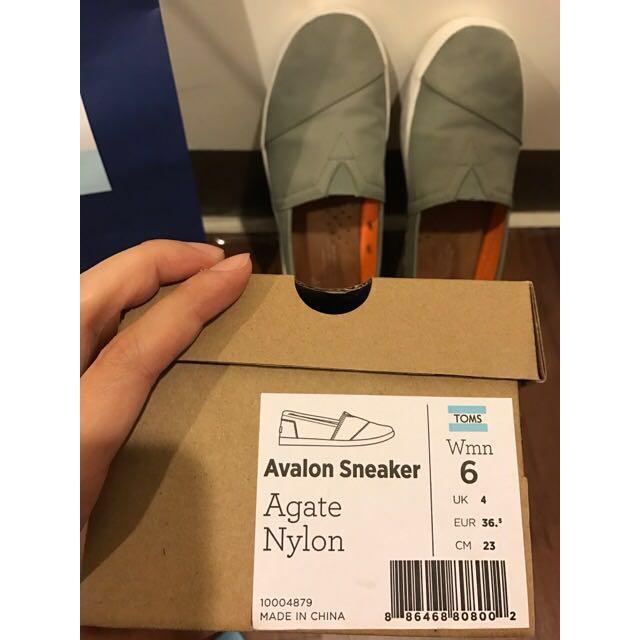 Avalon Sneaker
Agate
Nylon
10004879
MADE IN CHINA
TOMS
Wmn
6
UK 4
EUR 36.5
CM 23
8 86468 80800 2